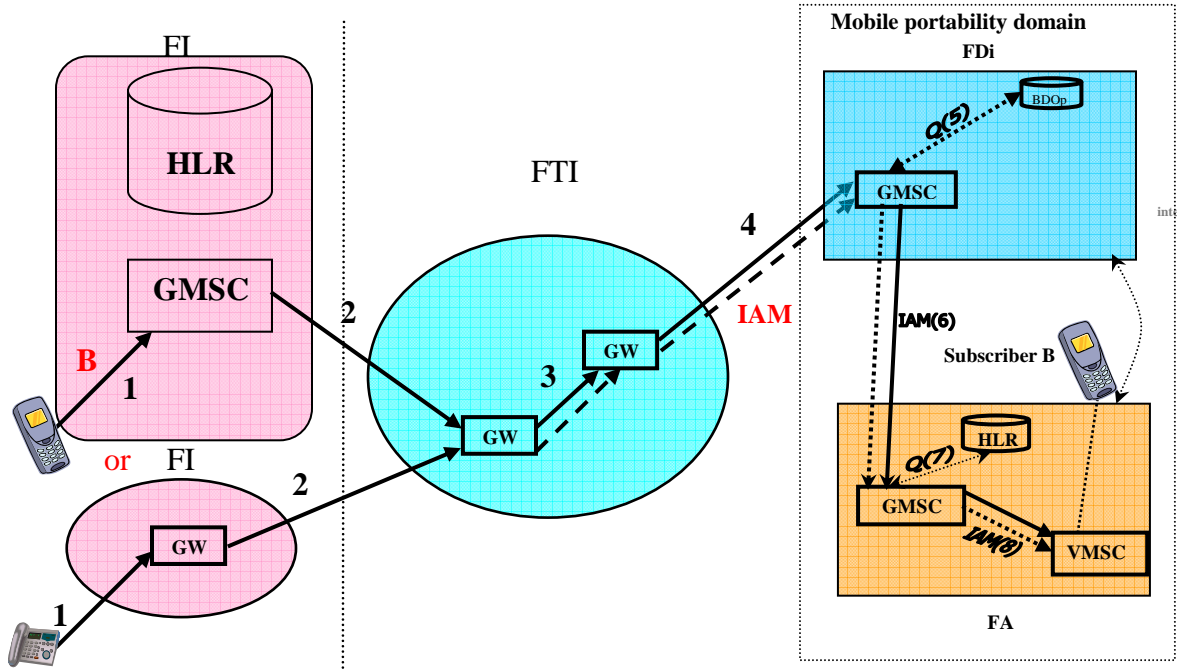 FI
HLR
GMSC
B
1
2
or
FI
GW
1
2
FTI
GW
3
GW
4
IAM
Mobile portability domain
FDi
BDOp
Q(5)
GMSC
IAM(6)
Subscriber B
HLR
Q(7)
GMSC
IAM(8)
VMSC
FA